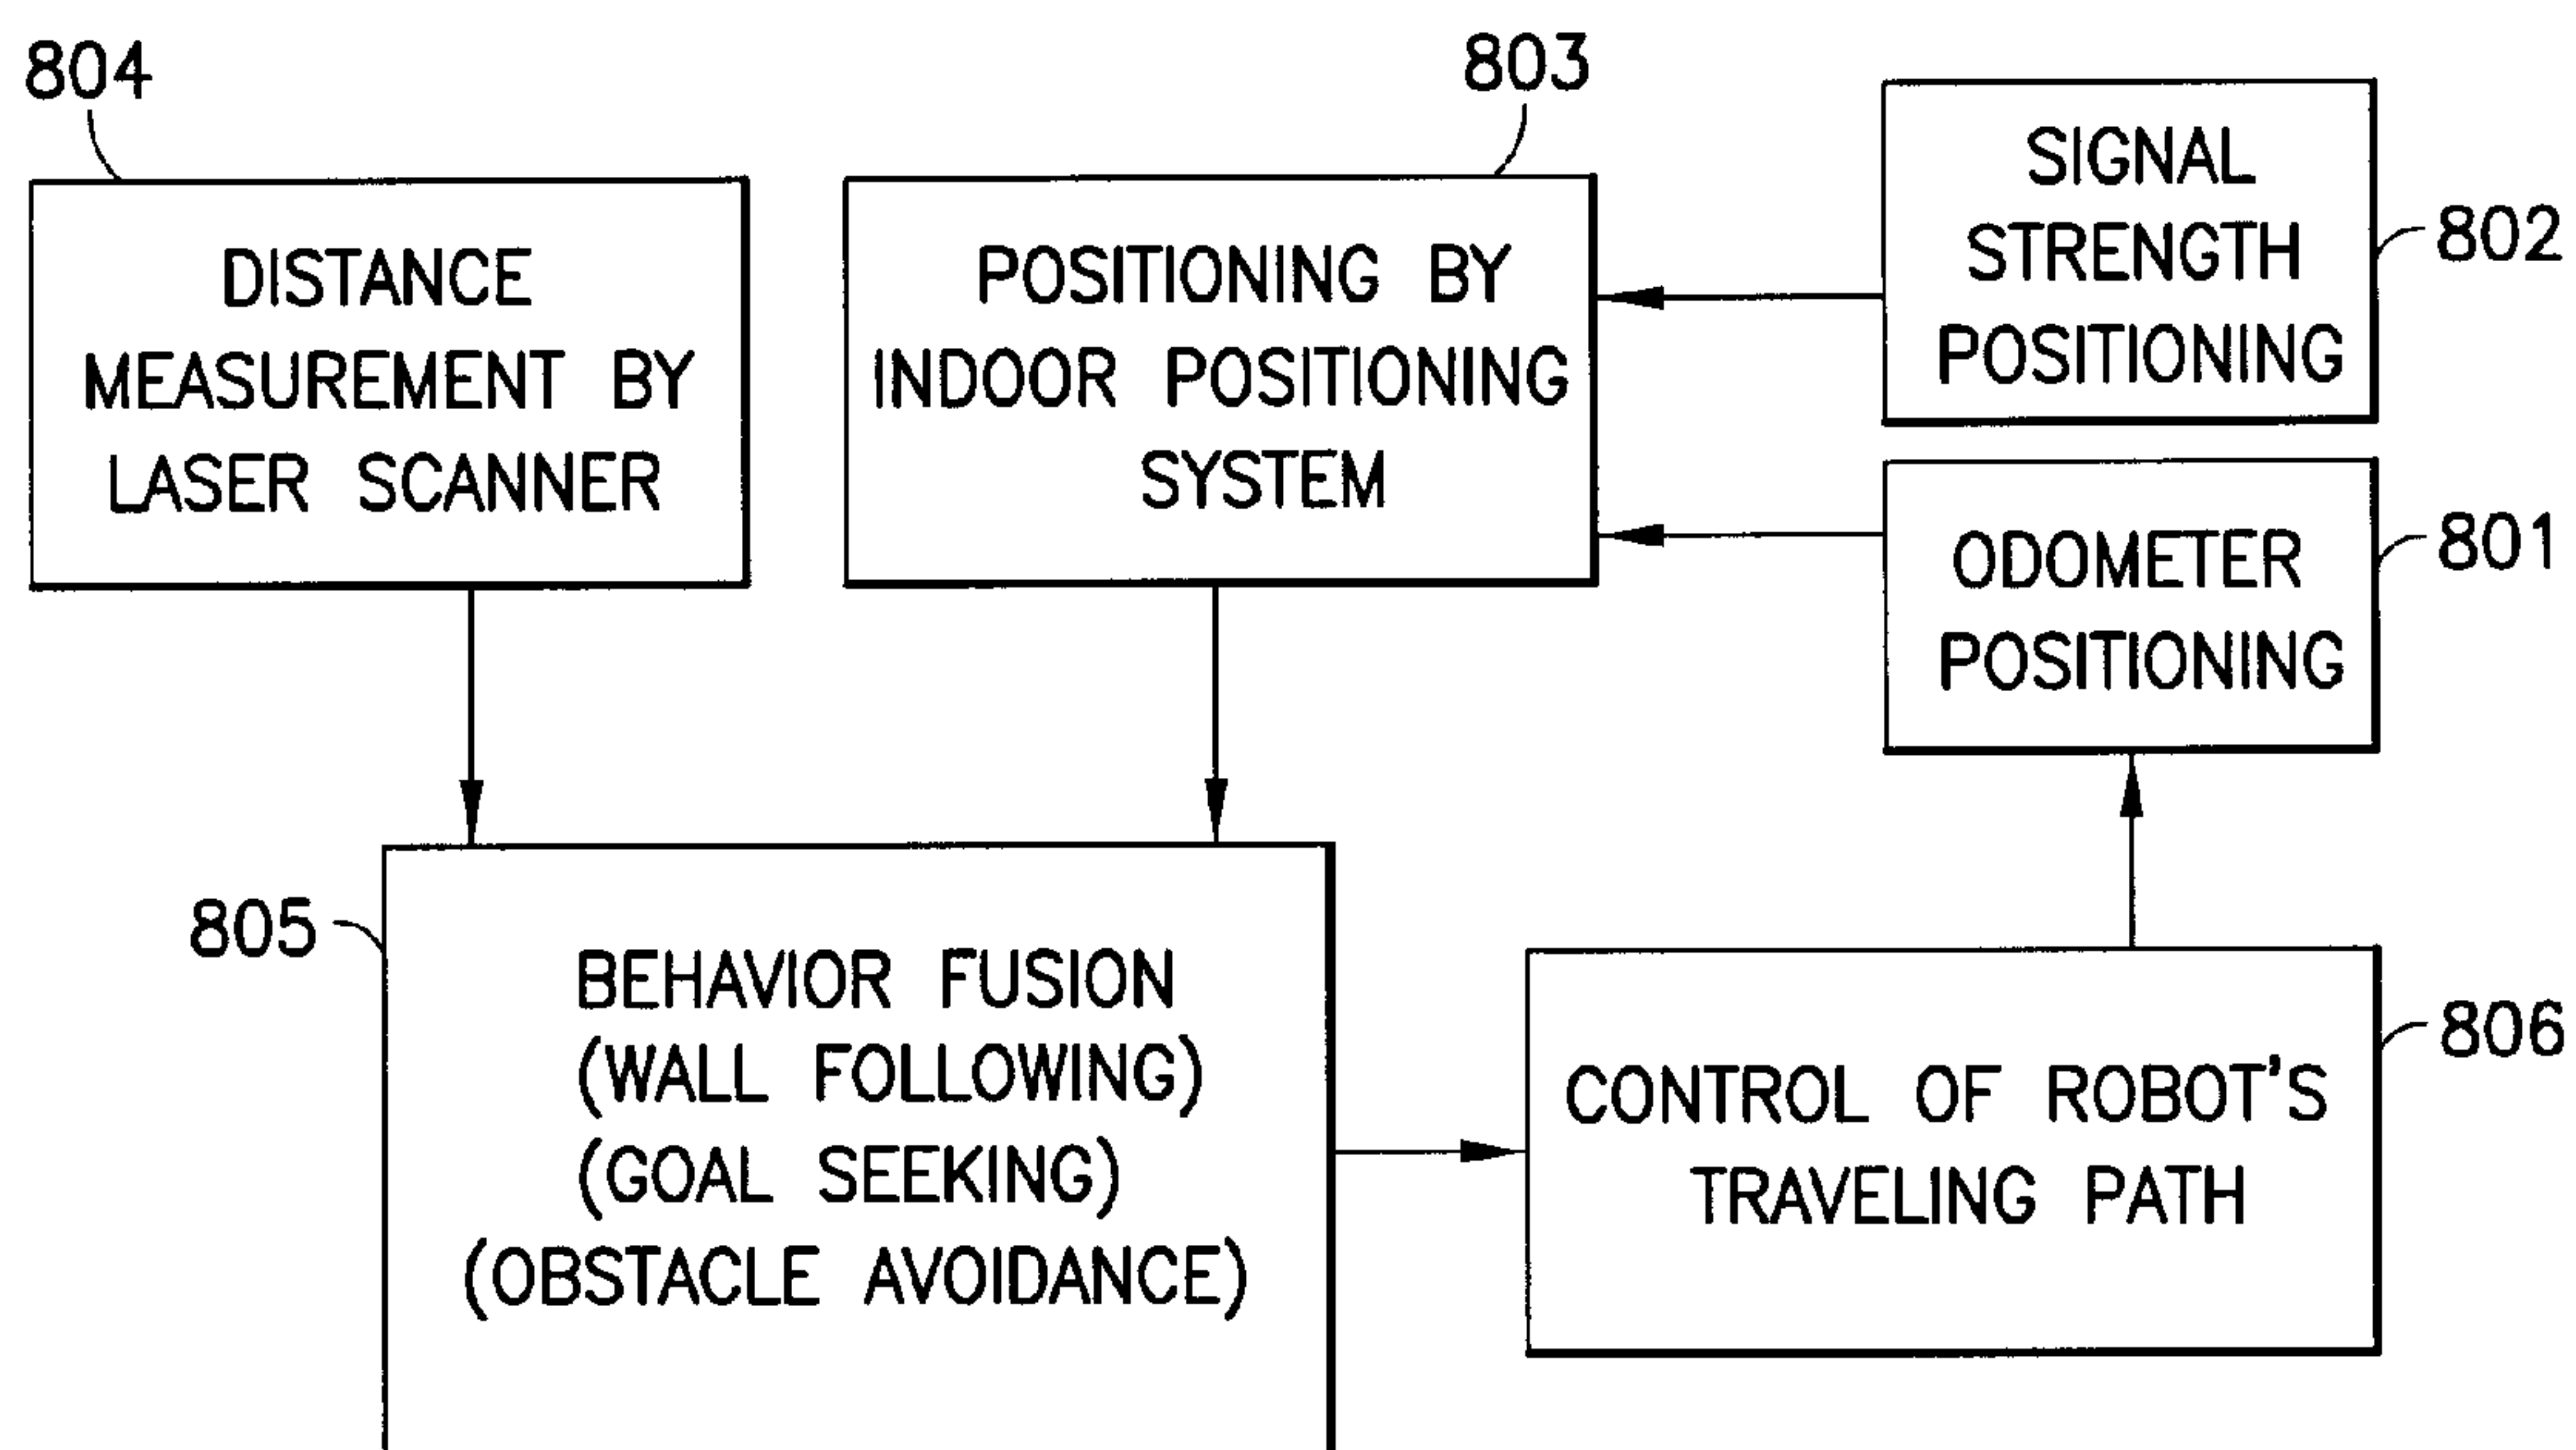 804
803
SIGNAL
STRENGTH
POSITIONING
802
DISTANCE
MEASUREMENT BY
LASER SCANNER
POSITIONING BY
INDOOR POSITIONING
SYSTEM
ODOMETER
POSITIONING
801
805
BEHAVIOR FUSION
(WALL FOLLOWING)
(GOAL SEEKING)
(OBSTACLE AVOIDANCE)
CONTROL OF ROBOT'S
TRAVELING PATH
806